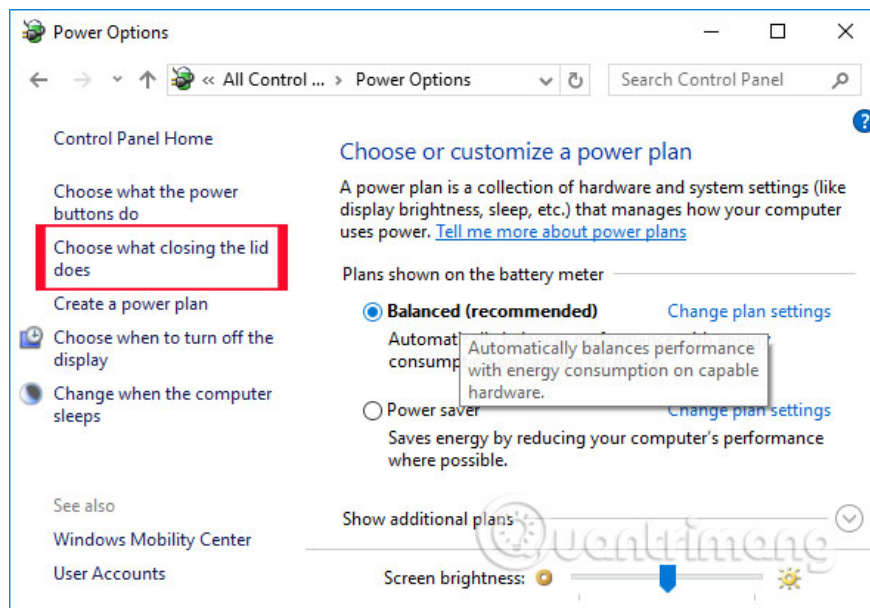 Power Options
« All Control ... › Power Options
Search Control Panel
?
Control Panel Home
Choose what the power
buttons do
Choose what closing the lid
does
Create a power plan
Choose when to turn off the
display
Change when the computer
sleeps
See also
Windows Mobility Center
User Accounts
Choose or customize a power plan
A power plan is a collection of hardware and system settings (like
display brightness, sleep, etc.) that manages how your computer
uses power. Tell me more about power plans
Plans shown on the battery meter
Balanced (recommended) Change plan settings
Automatically balances performance
with energy consumption on capable
hardware.
Power saver Change plan settings
Saves energy by reducing your computer's performance
where possible.
Show additional plans
Quantrimang
Screen brightness: